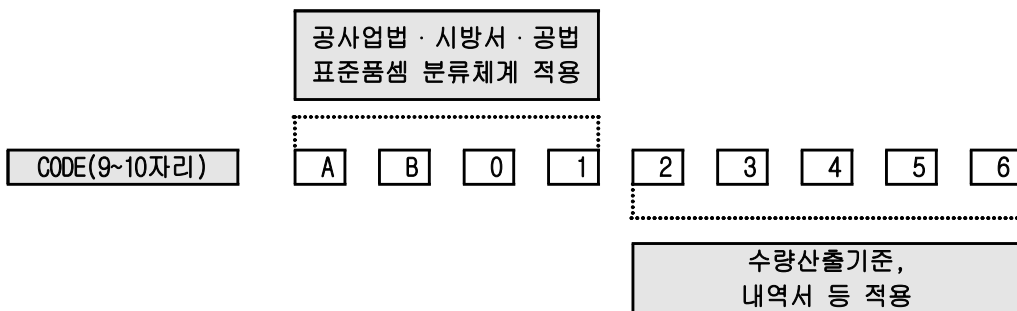 공사업법·시방서·공법
표준품셈 분류체계 적용
CODE(9~10자리) A B 0 1 2 3 4 5 6
수량산출기준,
내역서 등 적용